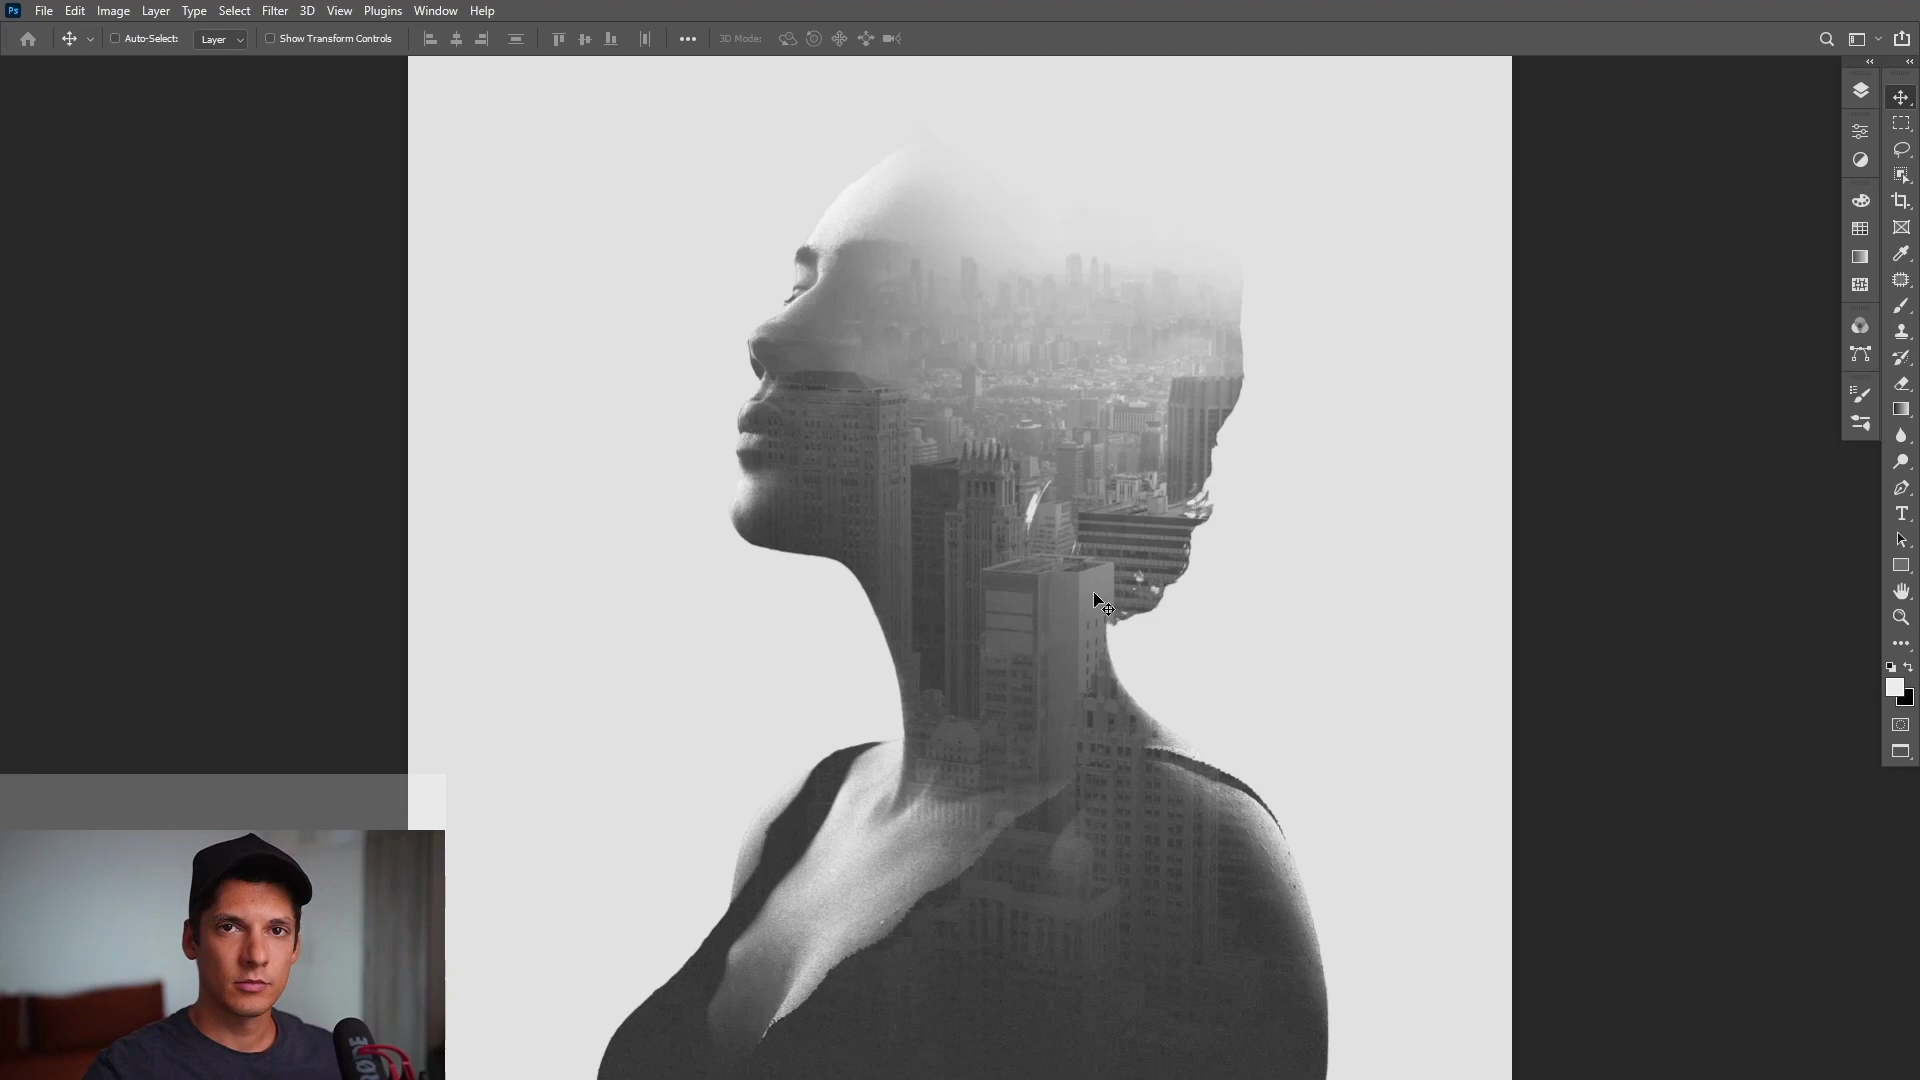 Ps File Edit Image Layer Type Select Filter 3D View Plugins Window Help
Auto-Select: Layer Show Transform Controls 3D Mode:
RØDE